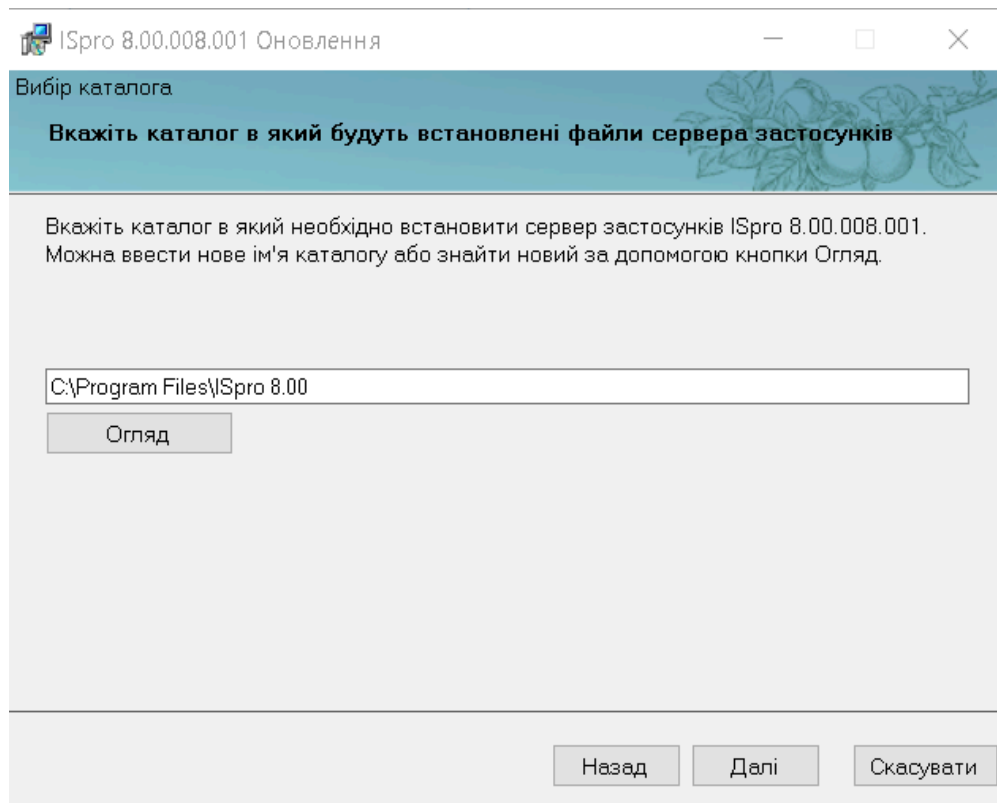 ISpro 8.00.008.001 Оновлення
Вибір каталога
Вкажіть каталог в який будуть встановлені файли сервера застосунків
Вкажіть каталог в який необхідно встановити сервер застосунків ISpro 8.00.008.001.
Можна ввести нове ім'я каталогу або знайти новий за допомогою кнопки Огляд.
C:\Program Files\ISpro 8.00
Огляд
Назад Далі Скасувати